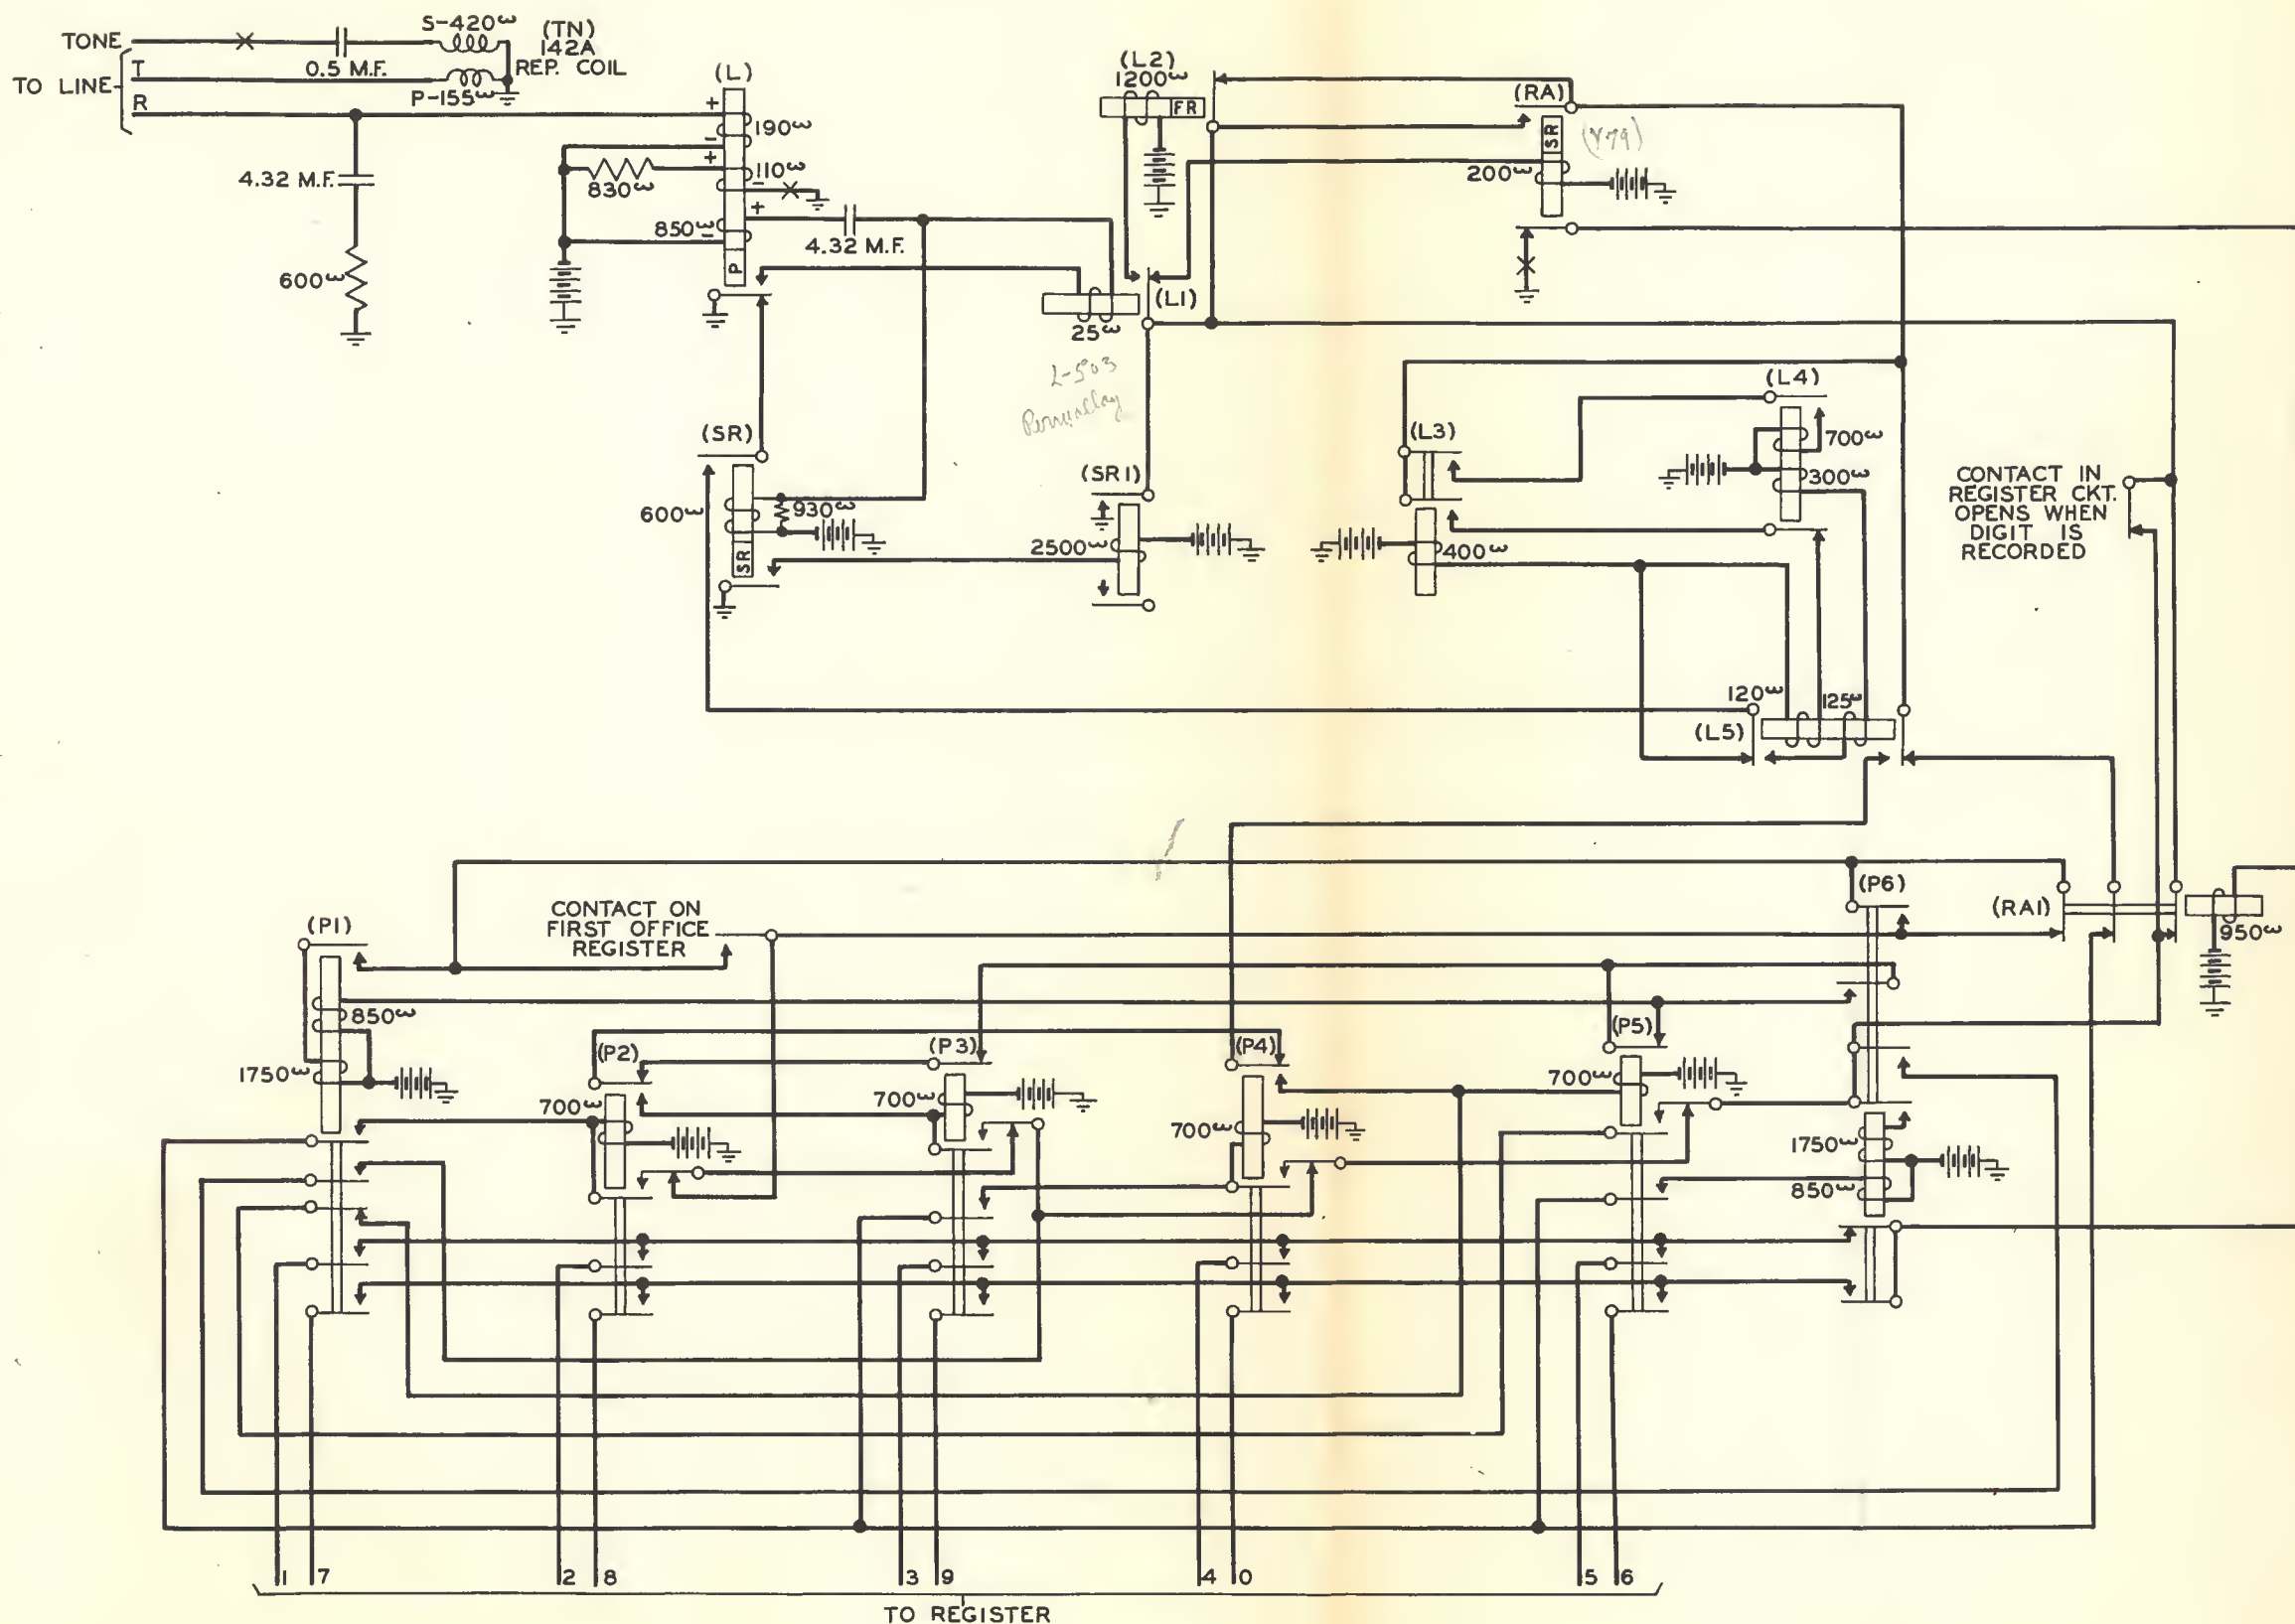 TONE
S-420ω
(TN)
142A
REP. COIL
0.5 M.F.
TO LINE
T
P-155ω
R
(L)
+
190ω
-
+
110ω
-
830ω
+
850ω
-
P
4.32 M.F.
4.32 M.F.
600ω
(L2)
1200ω
FR
(RA)
SR
(Y79)
200ω
(L1)
25ω
L-503
Permalloy
(L3)
(L4)
700ω
300ω
400ω
(SR)
600ω
930ω
SR
(SR1)
2500ω
CONTACT IN
REGISTER CKT.
OPENS WHEN
DIGIT IS
RECORDED
120ω
125ω
(L5)
(P1)
CONTACT ON
FIRST OFFICE
REGISTER
(P6)
(RA1)
950ω
850ω
1750ω
(P2)
700ω
(P3)
700ω
(P4)
700ω
(P5)
700ω
1750ω
850ω
1 7 2 8 3 9 4 0 5 6
TO REGISTER